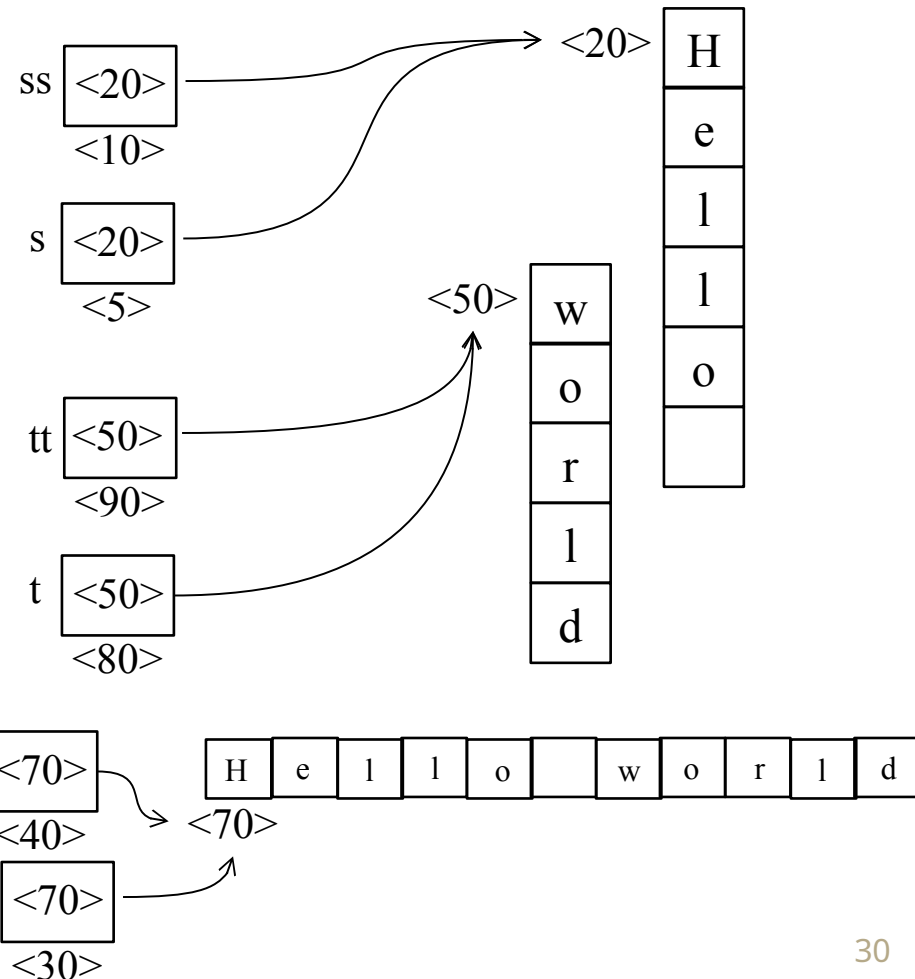 ss <20>
<10>
s <20>
<5>
tt <50>
<90>
t <50>
<80>
<20> H
e
l
l
o
<50> w
o
r
l
d
<70>
<40>
<70>
<30>
H e l l o w o r l d
<70>
30